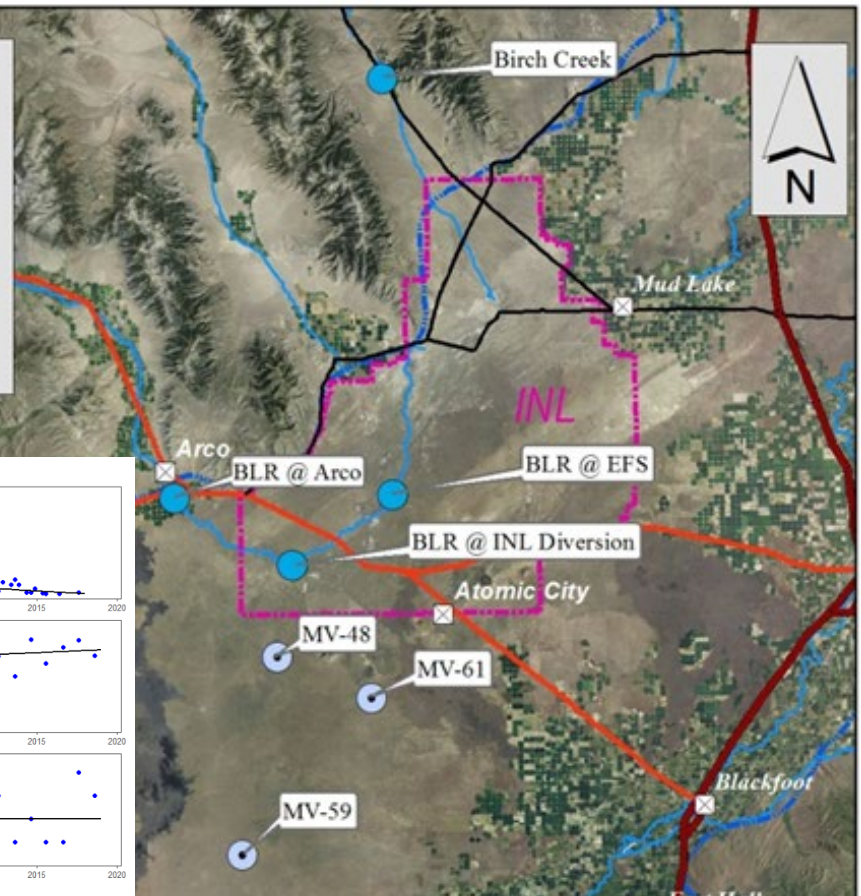 Birch Creek
N
Mud Lake
INL
Arco
BLR @ Arco
BLR @ EFS
BLR @ INL Diversion
Atomic City
MV-48
MV-61
MV-59
Blackfoot
2015
2020
2015
2020
2015
2020